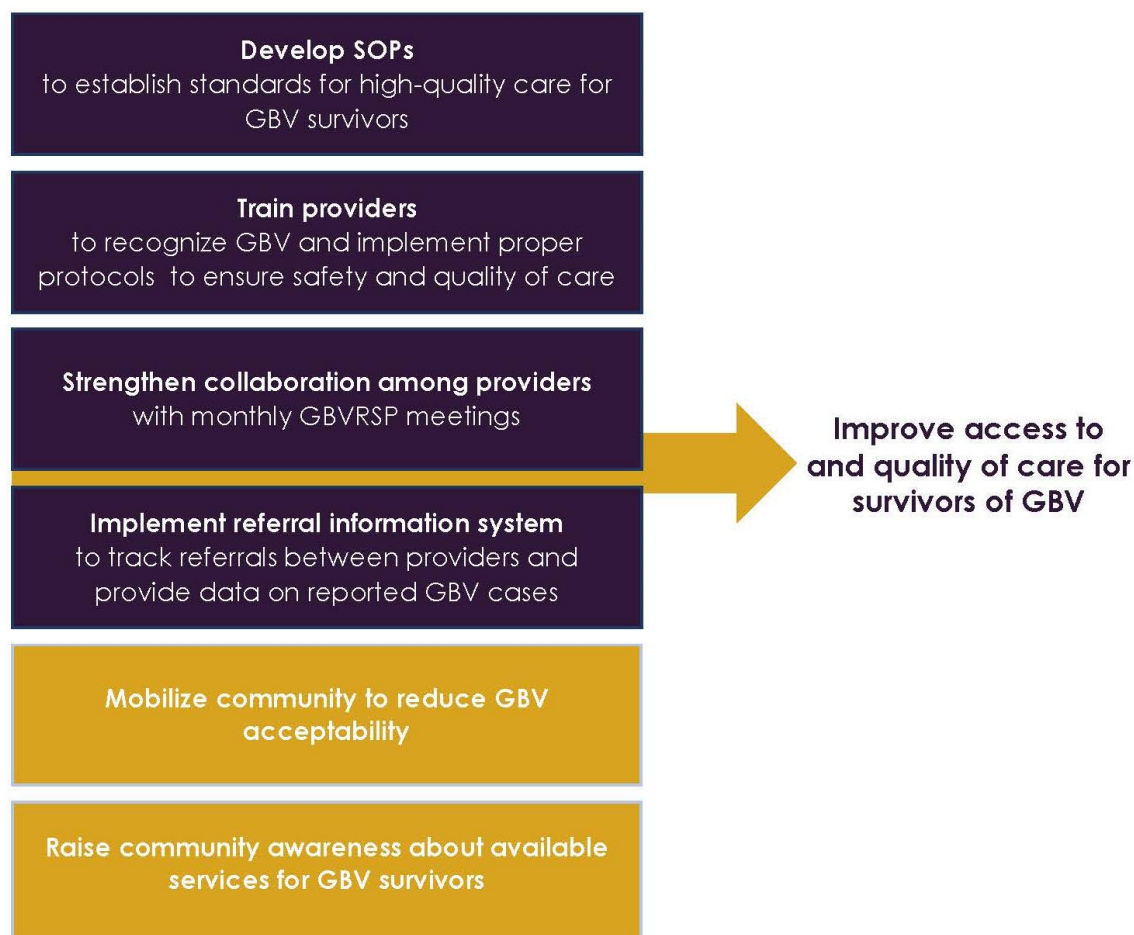 Develop SOPs
to establish standards for high-quality care for
GBV survivors
Train providers
to recognize GBV and implement proper
protocols to ensure safety and quality of care
Strengthen collaboration among providers
with monthly GBVRSP meetings
Implement referral information system
to track referrals between providers and
provide data on reported GBV cases
Mobilize community to reduce GBV
acceptability
Raise community awareness about available
services for GBV survivors
Improve access to
and quality of care for
survivors of GBV